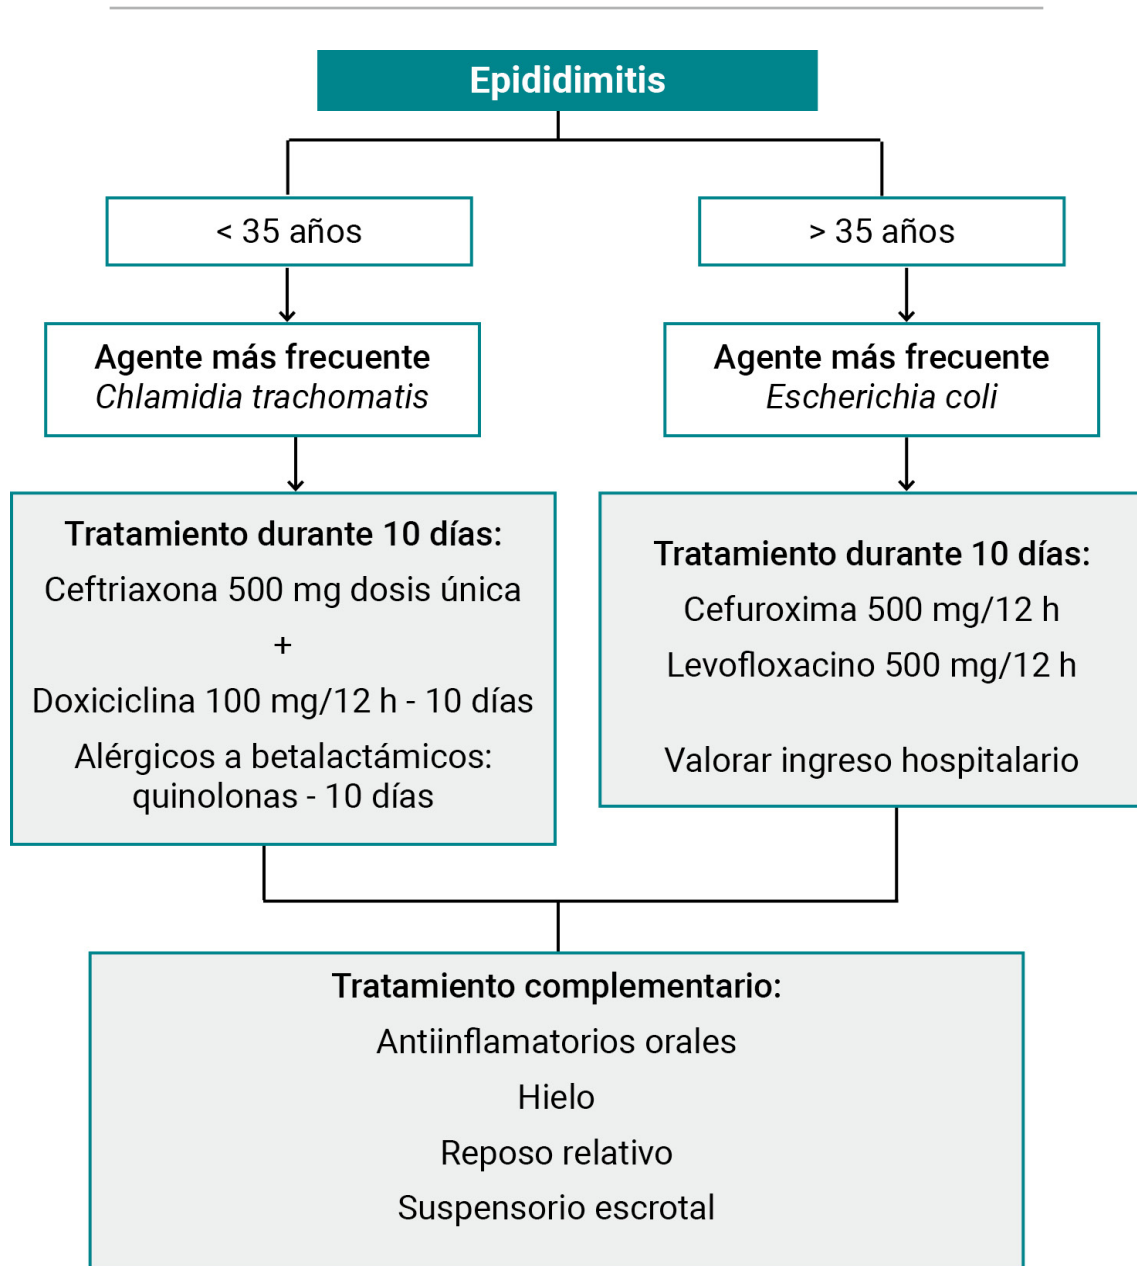 Epididimitis
< 35 años
> 35 años
Agente más frecuente
Chlamidia trachomatis
Agente más frecuente
Escherichia coli
Tratamiento durante 10 días:
Ceftriaxona 500 mg dosis única
+
Doxiciclina 100 mg/12 h - 10 días
Alérgicos a betalactámicos:
quinolonas - 10 días
Tratamiento durante 10 días:
Cefuroxima 500 mg/12 h
Levofloxacino 500 mg/12 h
Valorar ingreso hospitalario
Tratamiento complementario:
Antiinflamatorios orales
Hielo
Reposo relativo
Suspensorio escrotal